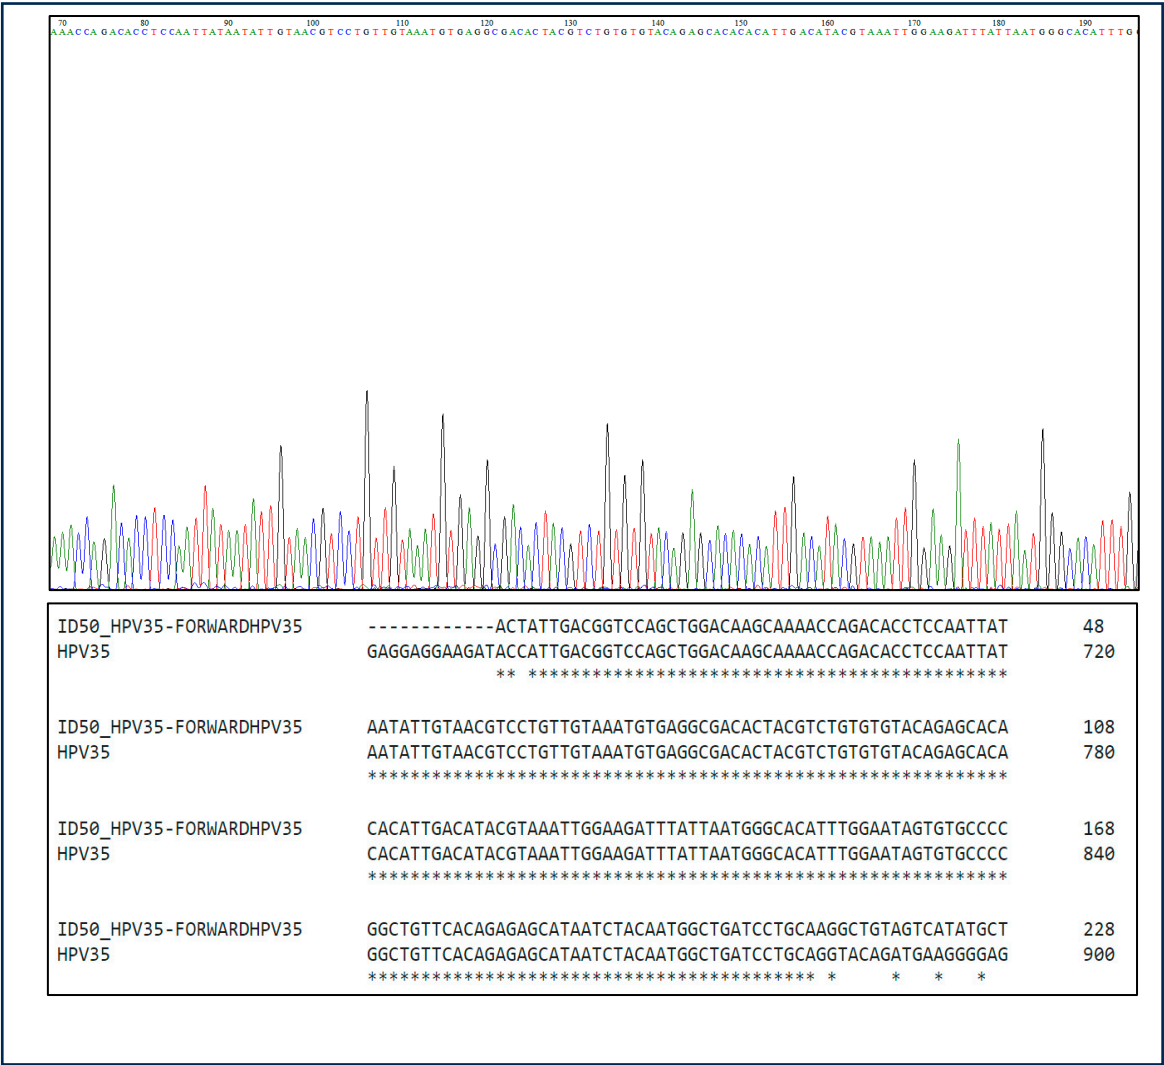 70 80 90 100 110 120 130 140 150 160 170 180 190
AAACCAGACACCTCCAATTATAATATTGTAACGTCCTGTTGTAAATGTGAGGCGACACTACGTCTGTGTGTACAGAGCACACACATTGACATACGTAAATTGGAAGATTTATTAATGGGCACATTTG
ID50_HPV35-FORWARDHPV35 ------------ACTATTGACGGTCCAGCTGGACAAGCAAAACCAGACACCTCCAATTAT 48
HPV35 GAGGAGGAAGATACCATTGACGGTCCAGCTGGACAAGCAAAACCAGACACCTCCAATTAT 720
** *********************************************
ID50_HPV35-FORWARDHPV35 AATATTGTAACGTCCTGTTGTAAATGTGAGGCGACACTACGTCTGTGTGTACAGAGCACA 108
HPV35 AATATTGTAACGTCCTGTTGTAAATGTGAGGCGACACTACGTCTGTGTGTACAGAGCACA 780
************************************************************
ID50_HPV35-FORWARDHPV35 CACATTGACATACGTAAATTGGAAGATTTATTAATGGGCACATTTGGAATAGTGTGCCCC 168
HPV35 CACATTGACATACGTAAATTGGAAGATTTATTAATGGGCACATTTGGAATAGTGTGCCCC 840
************************************************************
ID50_HPV35-FORWARDHPV35 GGCTGTTCACAGAGAGCATAATCTACAATGGCTGATCCTGCAAGGCTGTAGTCATATGCT 228
HPV35 GGCTGTTCACAGAGAGCATAATCTACAATGGCTGATCCTGCAGGTACAGATGAAGGGGAG 900
****************************************** *     *   *   *